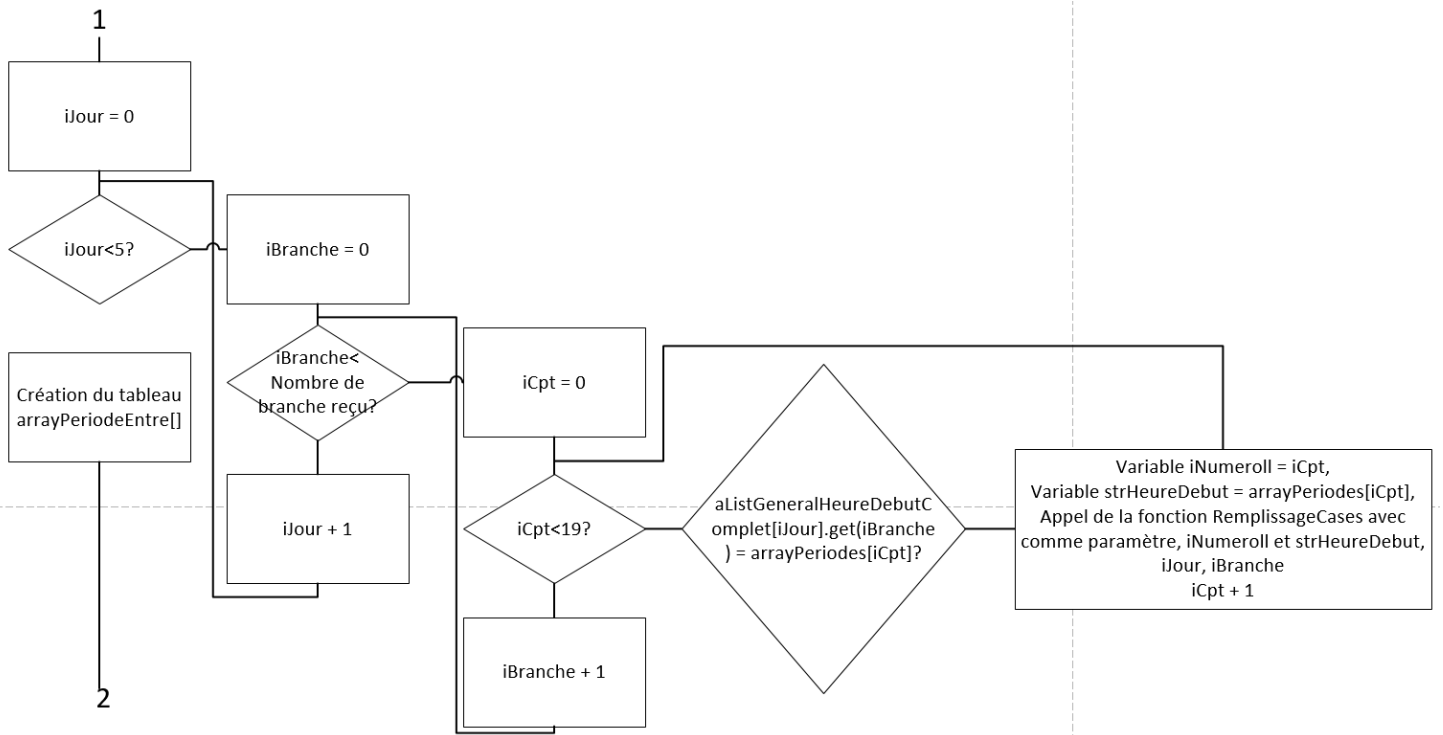 1
iJour = 0
iJour<5?
iBranche = 0
iBranche<
Nombre de
branche reçu?
iCpt = 0
Création du tableau
arrayPeriodeEntre[]
iJour + 1
iCpt<19?
aListGeneralHeureDebutC
omplet[iJour].get(iBranche
) = arrayPeriodes[iCpt]?
Variable iNumeroll = iCpt,
Variable strHeureDebut = arrayPeriodes[iCpt],
Appel de la fonction RemplissageCases avec
comme paramètre, iNumeroll et strHeureDebut,
iJour, iBranche
iCpt + 1
iBranche + 1
2